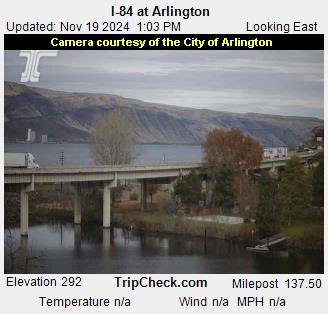 I-84 at Arlington
Updated: Nov 19 2024 1:03 PM Looking East
Camera courtesy of the City of Arlington
Elevation 292 TripCheck.com Milepost 137.50
Temperature n/a Wind n/a MPH n/a